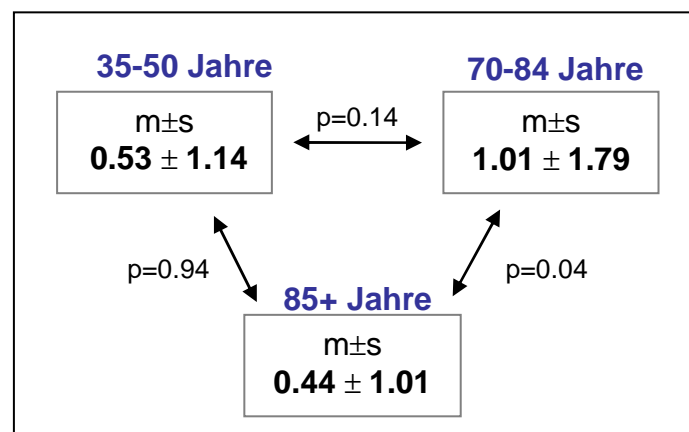 35-50 Jahre
70-84 Jahre
m±s
0.53 ± 1.14
p=0.14
m±s
1.01 ± 1.79
p=0.94
p=0.04
85+ Jahre
m±s
0.44 ± 1.01